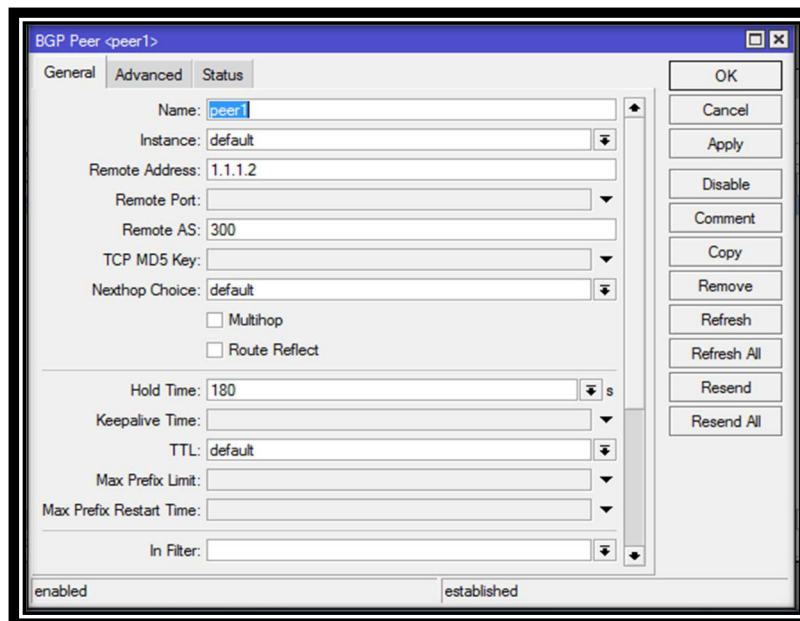 BGP Peer <peer1>
General Advanced Status
Name: peer1
Instance: default
Remote Address: 1.1.1.2
Remote Port:
Remote AS: 300
TCP MD5 Key:
Nexthop Choice: default
Multihop
Route Reflect
Hold Time: 180 s
Keepalive Time:
TTL: default
Max Prefix Limit:
Max Prefix Restart Time:
In Filter:
OK
Cancel
Apply
Disable
Comment
Copy
Remove
Refresh
Refresh All
Resend
Resend All
enabled established